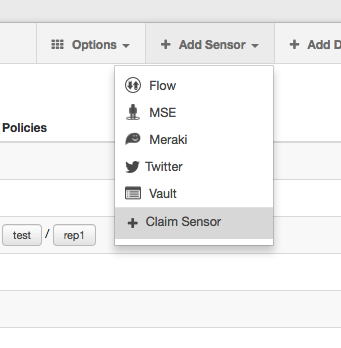 Options + Add Sensor + Add D
Flow
MSE
Policies
Meraki
Twitter
Vault
+ Claim Sensor
test / rep1